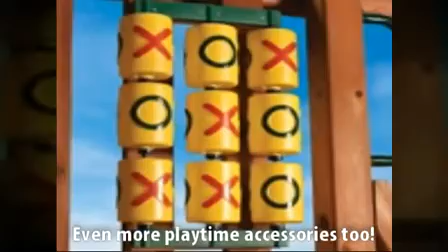 X O X
O X O
X X O
Even more playtime accessories too!